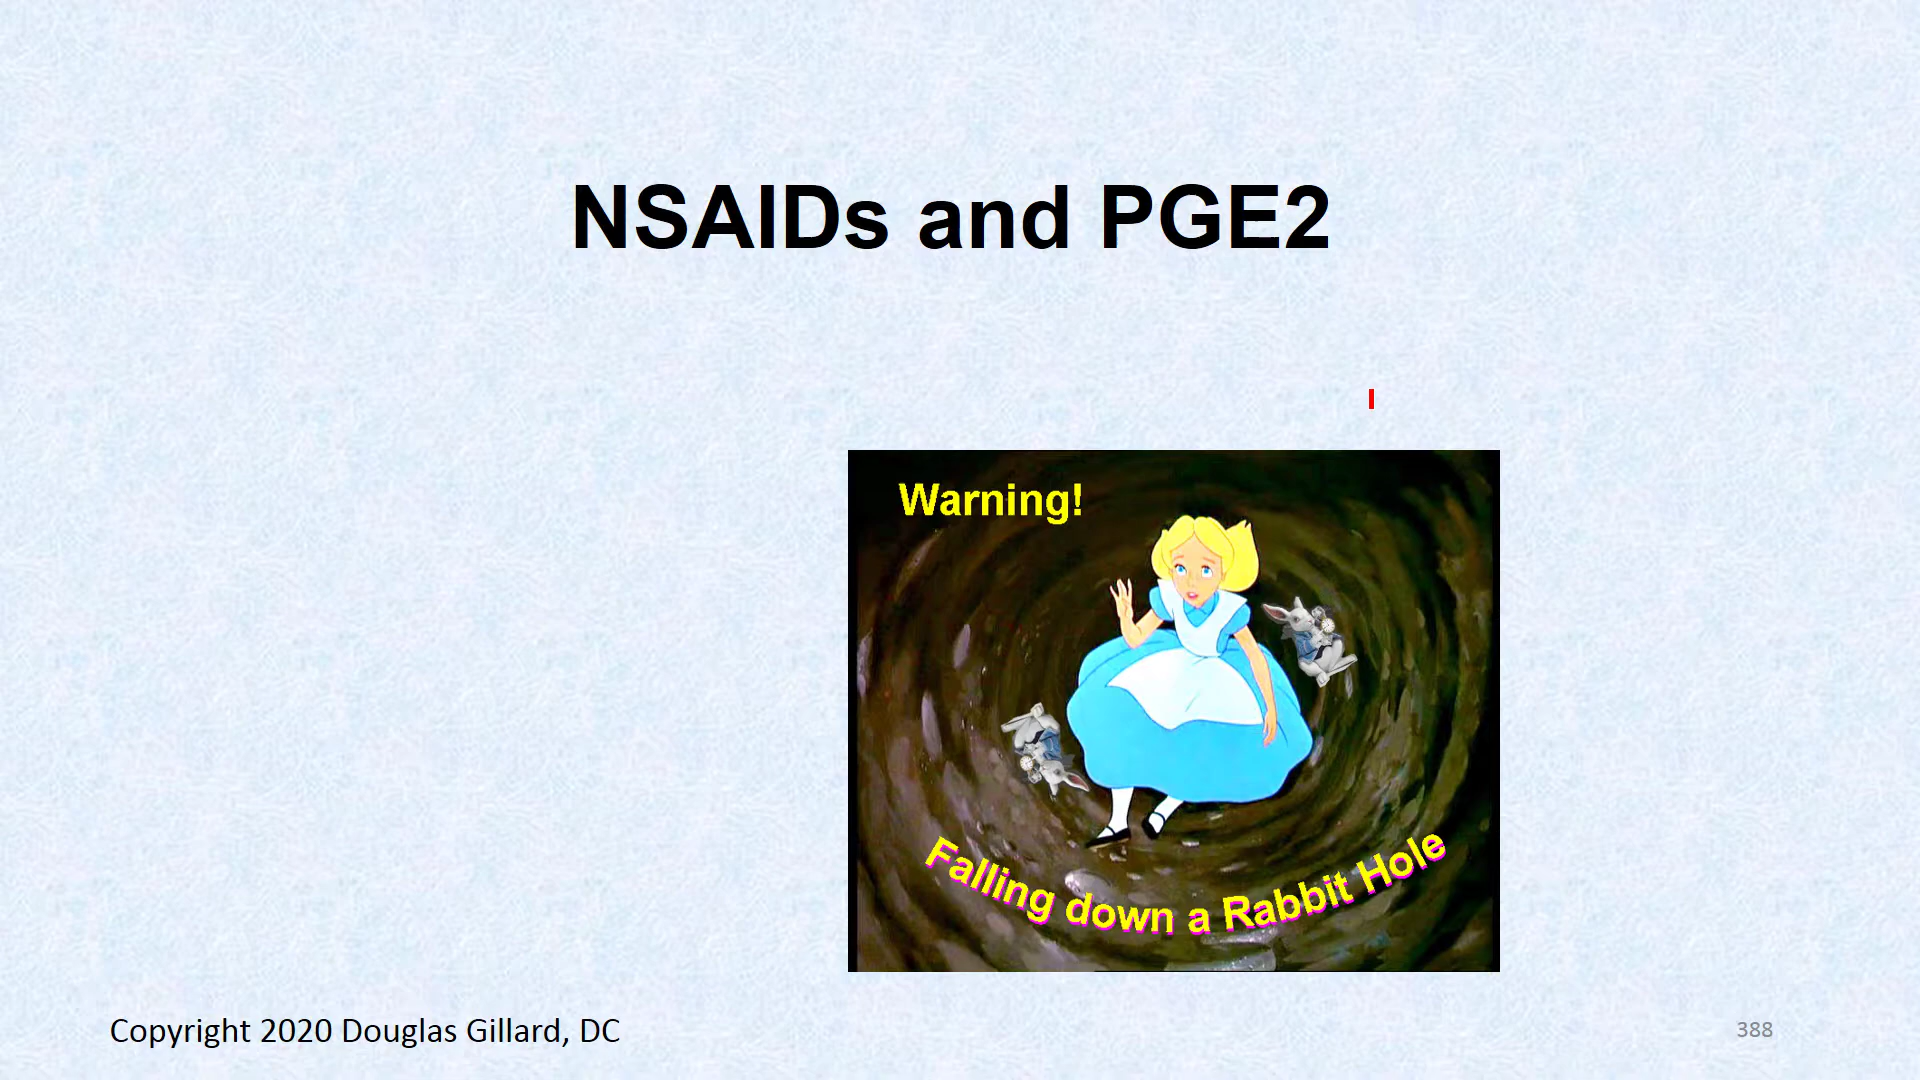 NSAIDs and PGE2
Warning!
Falling down a Rabbit Hole
Copyright 2020 Douglas Gillard, DC
388